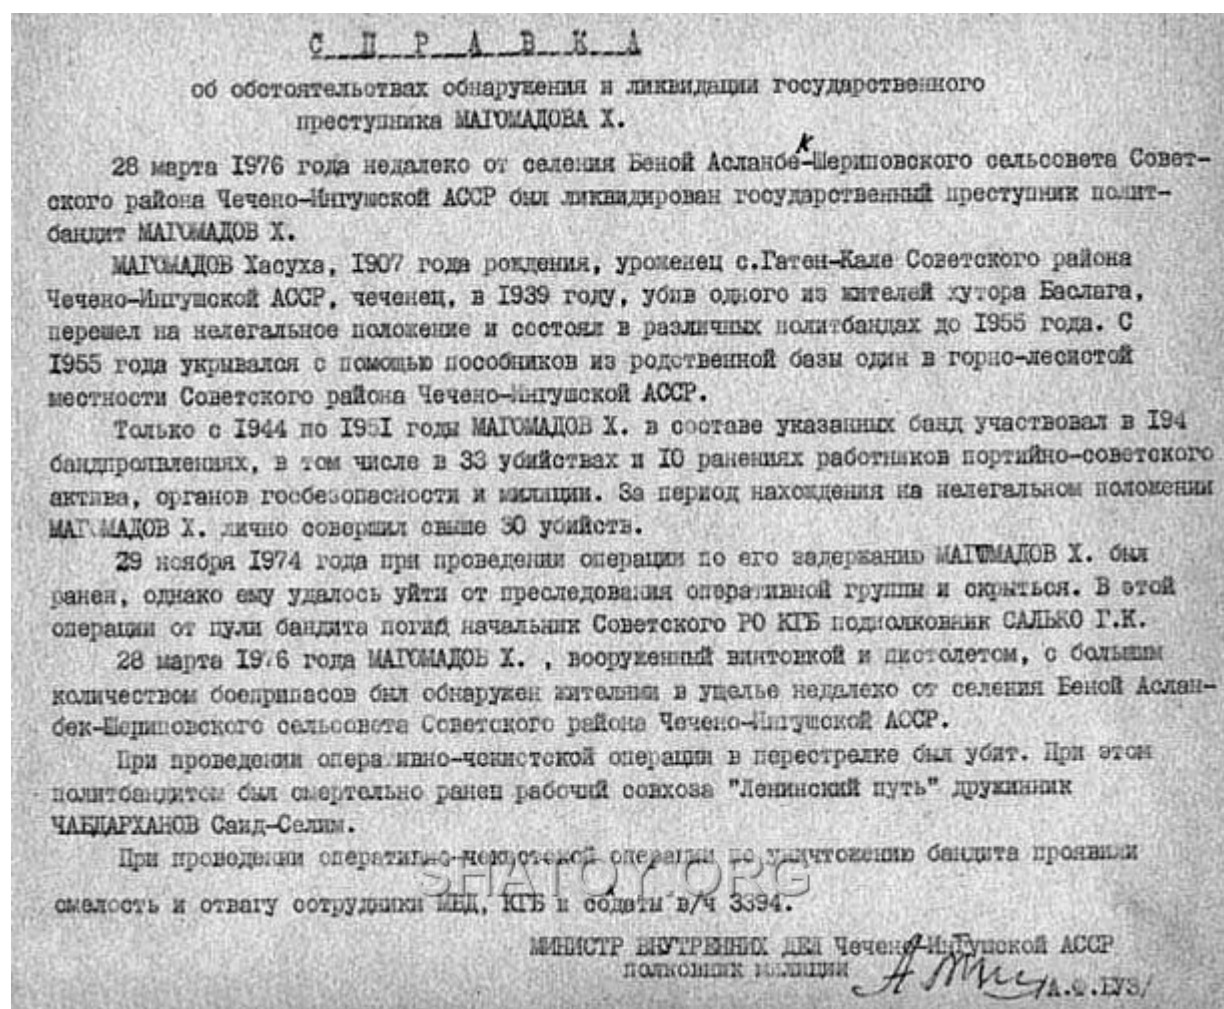 С П Р А В К А
об обстоятельствах обнаружения и ликвидации государственного
преступника МАГОМАДОВА Х.
28 марта 1976 года недалеко от селения Беной Асланбек-Шериповского сельсовета Совет-
ского района Чечено-Ингушской АССР был ликвидирован государственный преступник полит-
бандит МАГОМАДОВ Х.
МАГОМАДОВ Хасуха, 1907 года рождения, уроженец с.Гатен-Кале Советского района
Чечено-Ингушской АССР, чеченец, в 1939 году, убив одного из жителей хутора Баслага,
перешел на нелегальное положение и состоял в различных политбандах до 1955 года. С
1955 года укрывался с помощью пособников из родственной базы один в горно-лесистой
местности Советского района Чечено-Ингушской АССР.
Только с 1944 по 1951 годы МАГОМАДОВ Х. в составе указанных банд участвовал в 194
бандпроявлениях, в том числе в 33 убийствах и 10 ранениях работников портийно-советского
актива, органов госбезопасности и милиции. За период нахождения на нелегальном положении
МАГОМАДОВ Х. лично совершил свыше 30 убийств.
29 ноября 1974 года при проведении операции по его задержанию МАГОМАДОВ Х. был
ранен, однако ему удалось уйти от преследования оперативной группы и скрыться. В этой
операции от пули бандита погиб начальник Советского РО КГБ подполковник САЛЬКО Г.К.
28 марта 1976 года МАГОМАДОВ Х. , вооруженный винтовкой и пистолетом, с большим
количеством боеприпасов был обнаружен жителями в ущелье недалеко от селения Беной Аслан-
бек-Шериповского сельсовета Советского района Чечено-Ингушской АССР.
При проведении оперативно-чекистской операции в перестрелке был убит. При этом
политбандитом был смертельно ранен рабочий совхоза "Ленинский путь" дружинник
ЧАБДАРХАНОВ Саид-Селим.
При проведении оперативно-чекистской операции по уничтожению бандита проявили
SHATOY.ORG
смелость и отвагу сотрудники МВД, КГБ и солдаты в/ч 3394.
МИНИСТР ВНУТРЕННИХ ДЕЛ Чечено-Ингушской АССР
полковник милиции
/А.Ф.БУЗ/